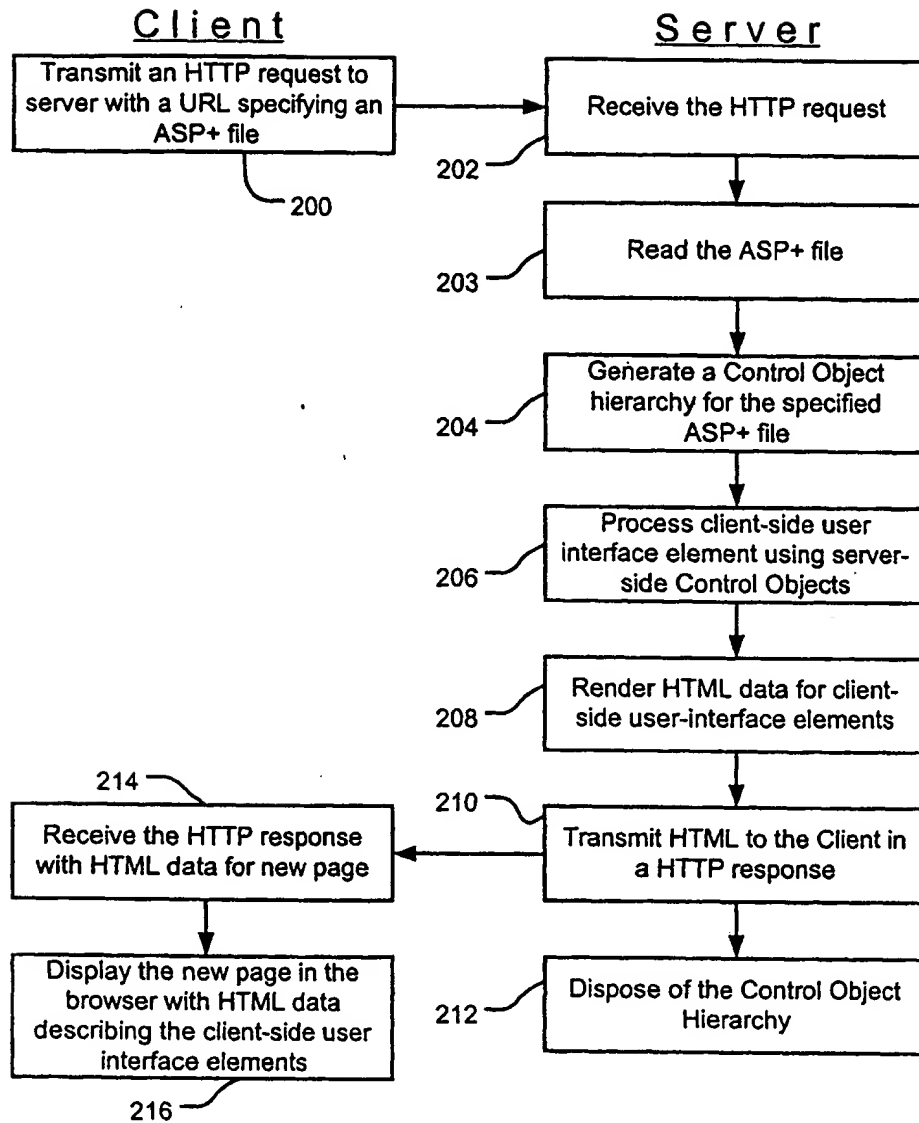 Client
Server
Transmit an HTTP request to
server with a URL specifying an
ASP+ file
200
Receive the HTTP request
202
Read the ASP+ file
203
Generate a Control Object
hierarchy for the specified
ASP+ file
204
Process client-side user
interface element using server-
side Control Objects
206
Render HTML data for client-
side user-interface elements
208
210
Transmit HTML to the Client in
a HTTP response
214
Receive the HTTP response
with HTML data for new page
Display the new page in the
browser with HTML data
describing the client-side user
interface elements
216
Dispose of the Control Object
Hierarchy
212